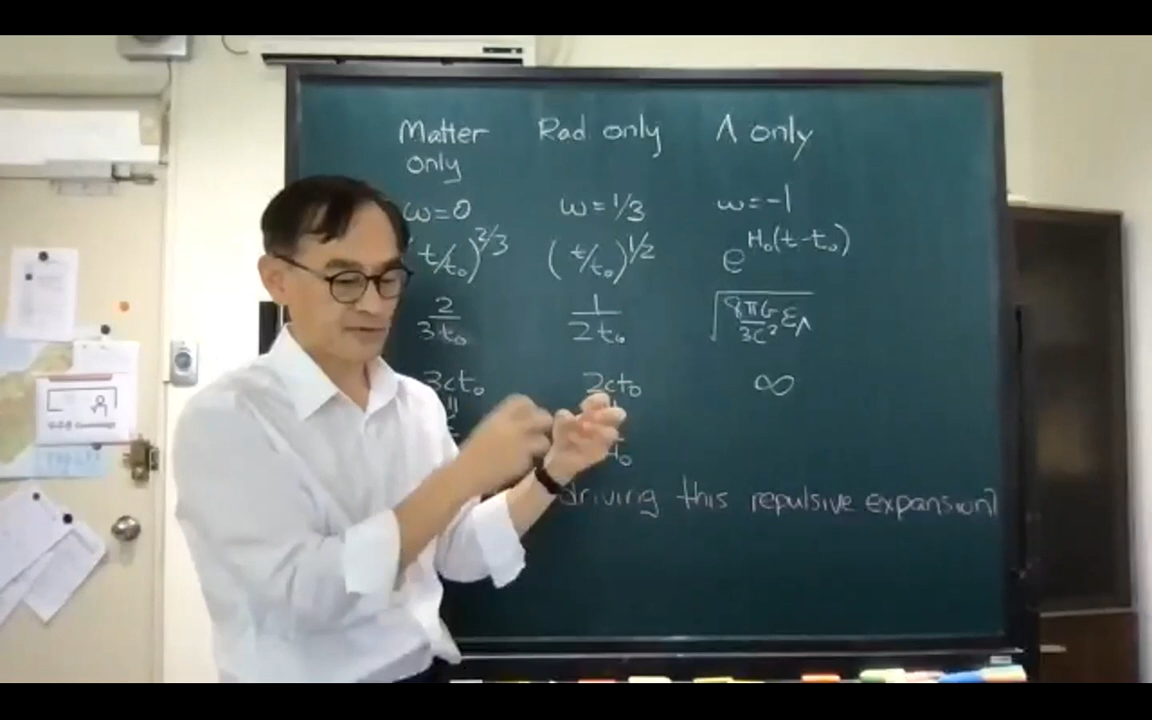 Matter only Rad only Λ only
w=0 w=1/3 w=-1
t/t₀)^2/3 (t/t₀)^1/2 e^H₀(t-t₀)
2/3t₀ 1/2t₀ √8πG/3c² ε_Λ
3ct₀ 2ct₀ ∞
driving this repulsive expansion?